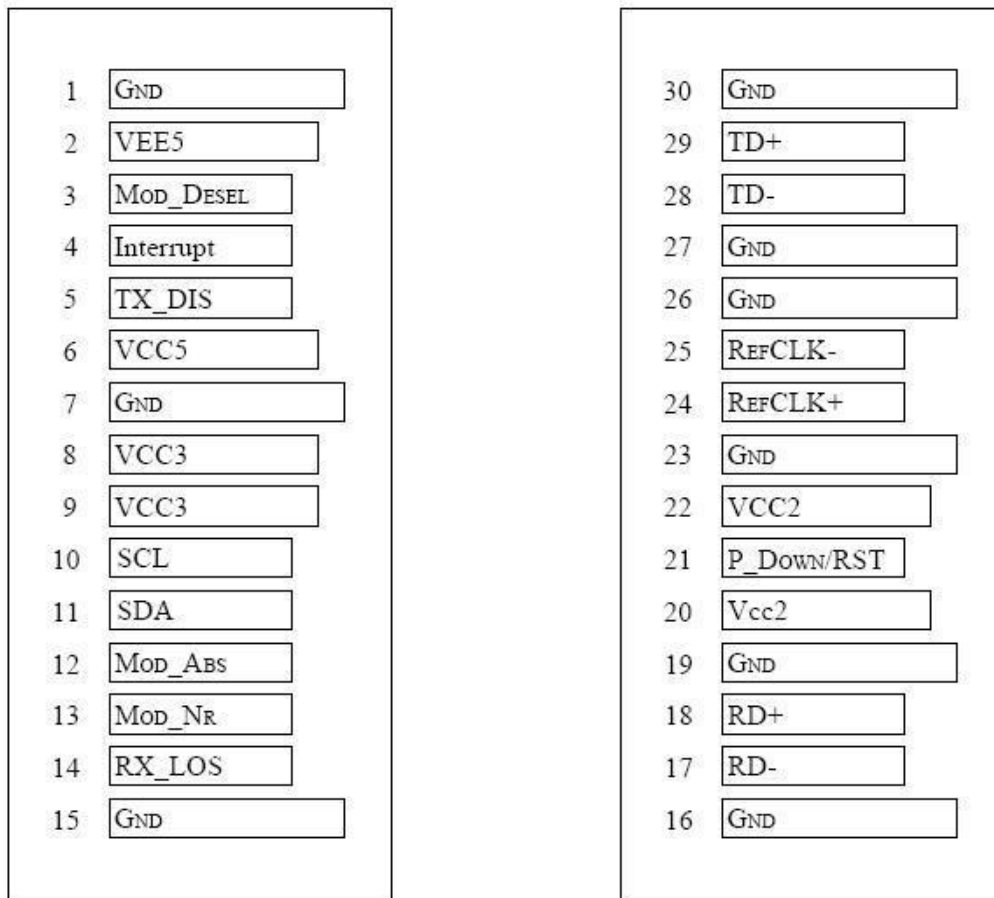 1 GND
2 VEE5
3 MOD_DESEL
4 Interrupt
5 TX_DIS
6 VCC5
7 GND
8 VCC3
9 VCC3
10 SCL
11 SDA
12 MOD_ABS
13 MOD_NR
14 RX_LOS
15 GND
30 GND
29 TD+
28 TD-
27 GND
26 GND
25 REFCLK-
24 REFCLK+
23 GND
22 VCC2
21 P_DOWN/RST
20 Vcc2
19 GND
18 RD+
17 RD-
16 GND